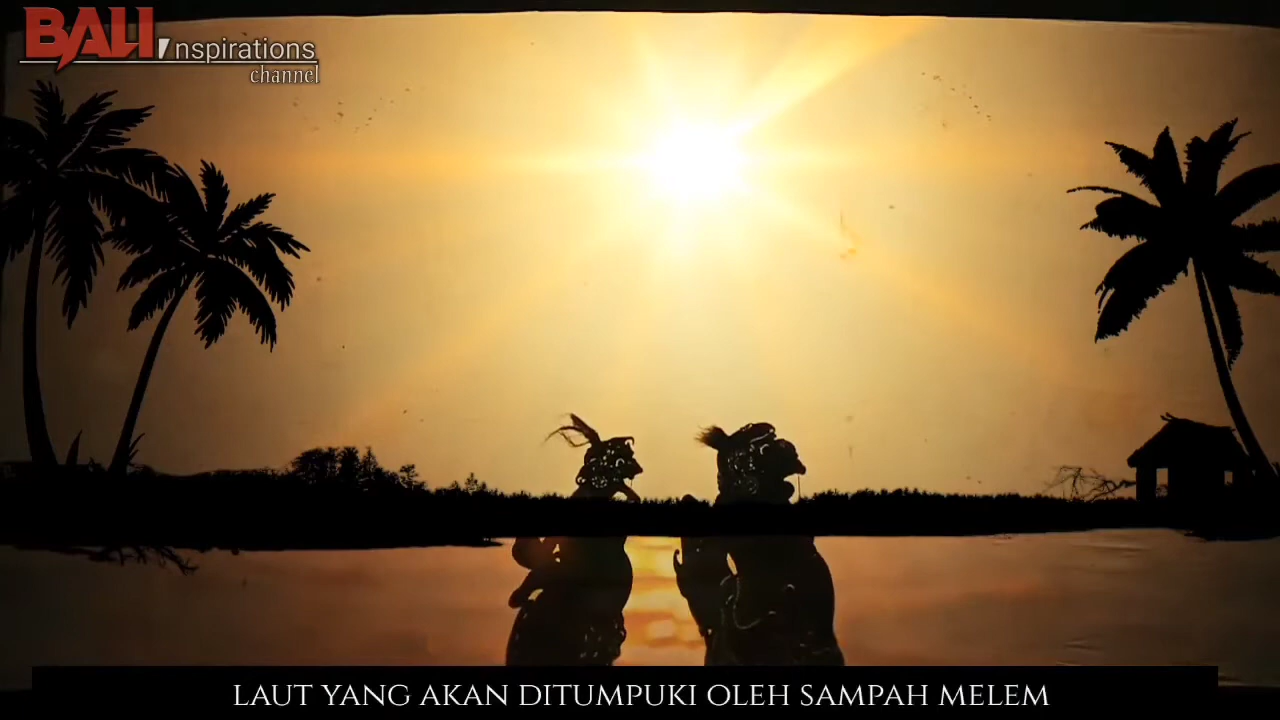 BALI
inspirations
channel
LAUT YANG AKAN DITUMPUKI OLEH SAMPAH MELEM